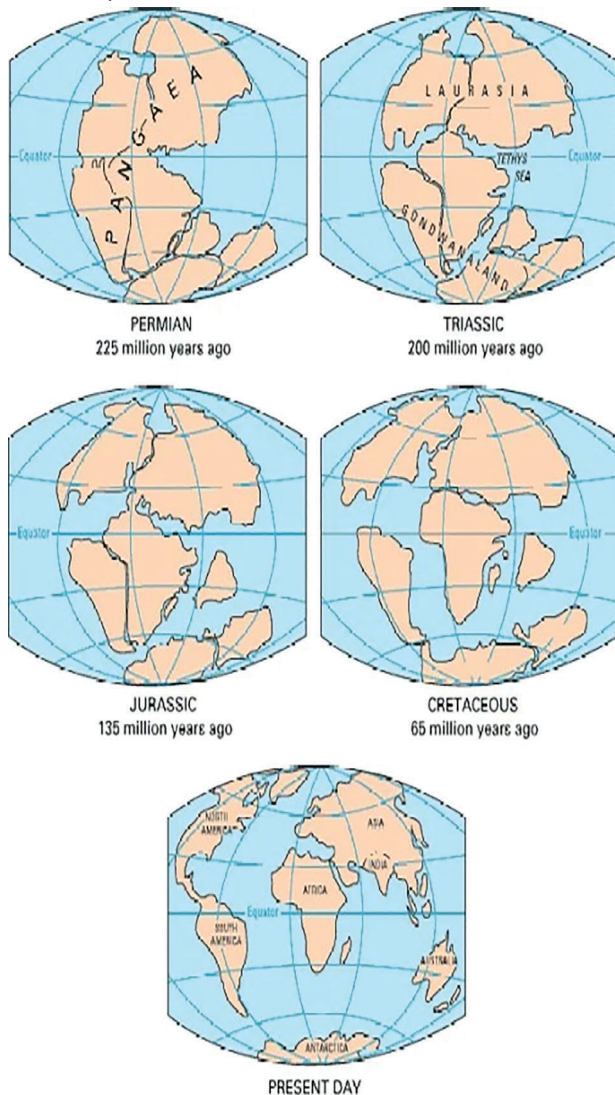 PANGAEA
Equator
PERMIAN
225 million years ago
LAURASIA
TETHYS
SEA
Equator
GONDWANALAND
TRIASSIC
200 million years ago
Equator
JURASSIC
135 million years ago
Equator
CRETACEOUS
65 million years ago
NORTH
AMERICA
ASIA
INDIA
AFRICA
Equator
SOUTH
AMERICA
AUSTRALIA
ANTARCTICA
PRESENT DAY